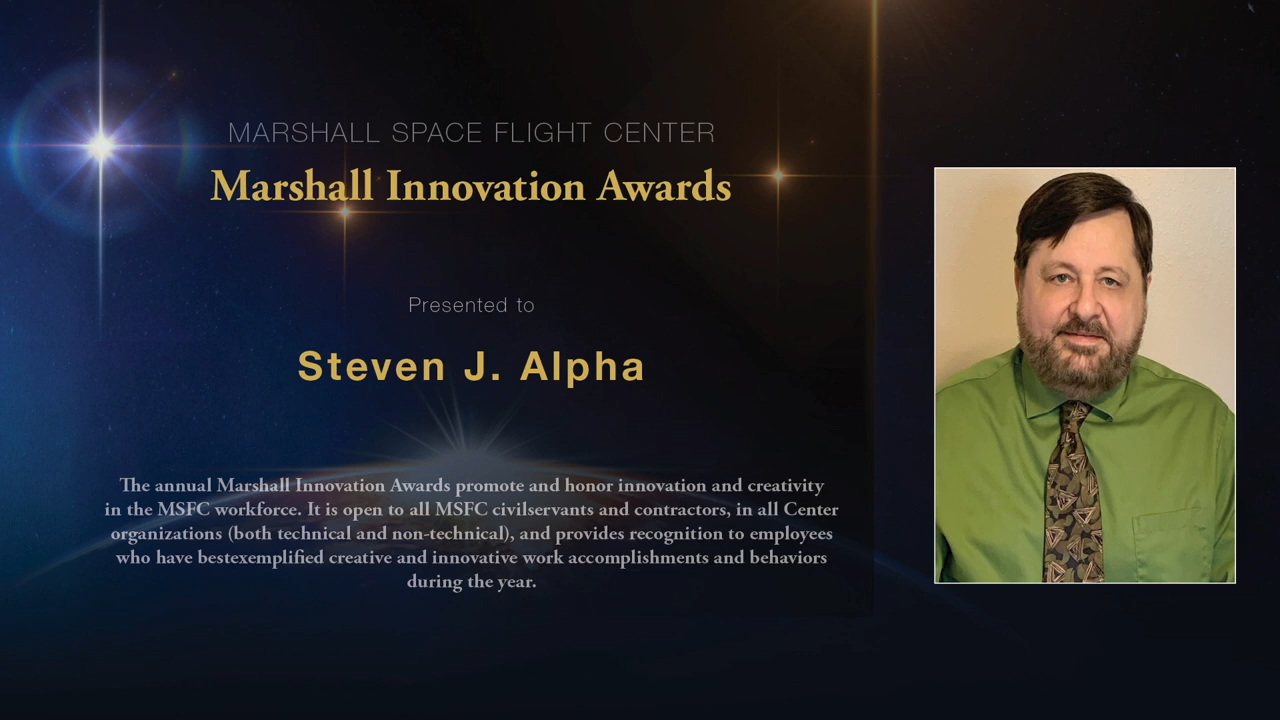 MARSHALL SPACE FLIGHT CENTER
Marshall Innovation Awards
Presented to
Steven J. Alpha
The annual Marshall Innovation Awards promote and honor innovation and creativity
in the MSFC workforce. It is open to all MSFC civilservants and contractors, in all Center
organizations (both technical and non-technical), and provides recognition to employees
who have bestexemplified creative and innovative work accomplishments and behaviors
during the year.